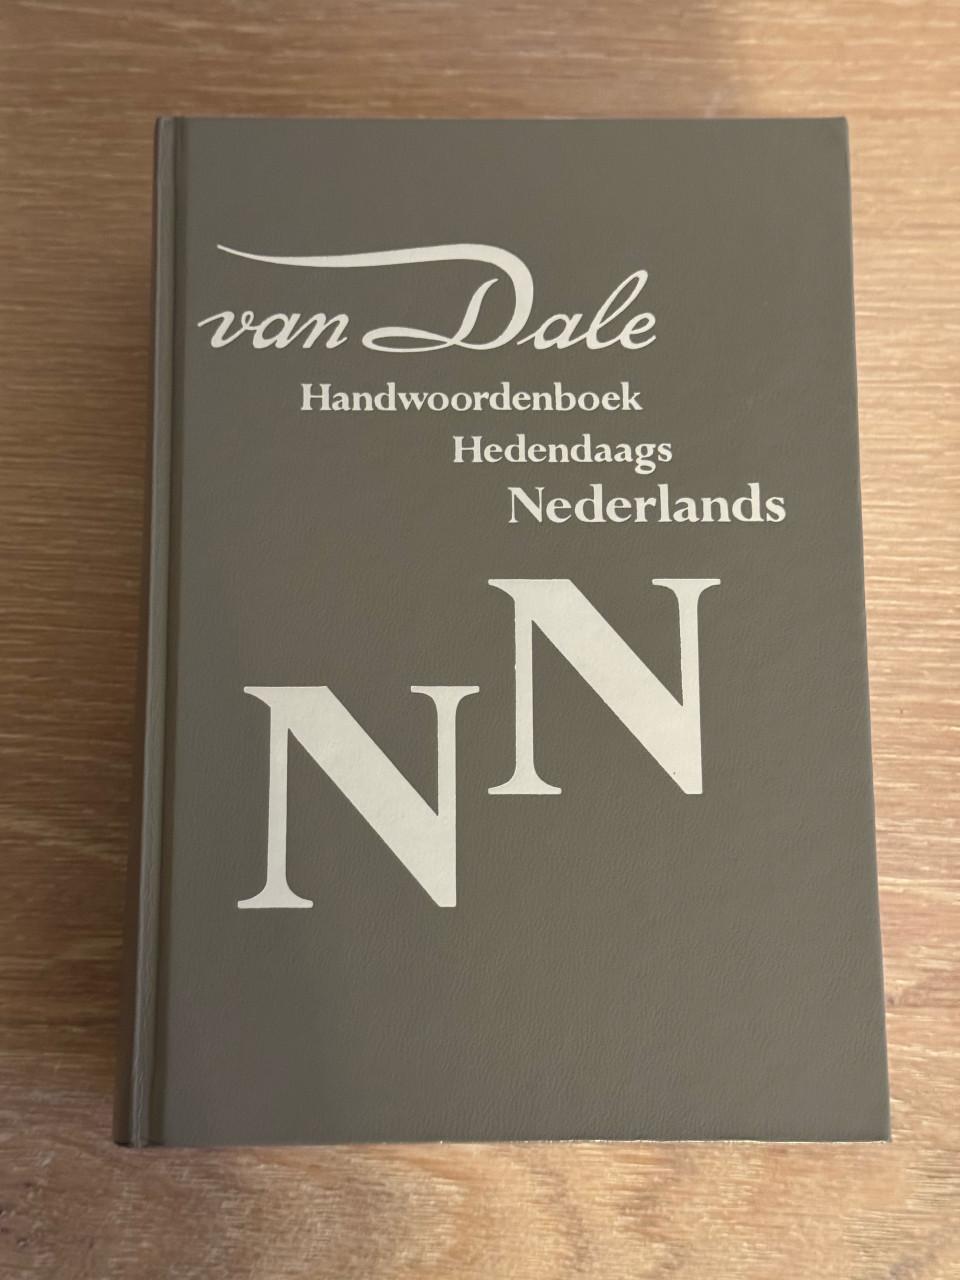 van Dale
Handwoordenboek
Hedendaags
Nederlands
NN